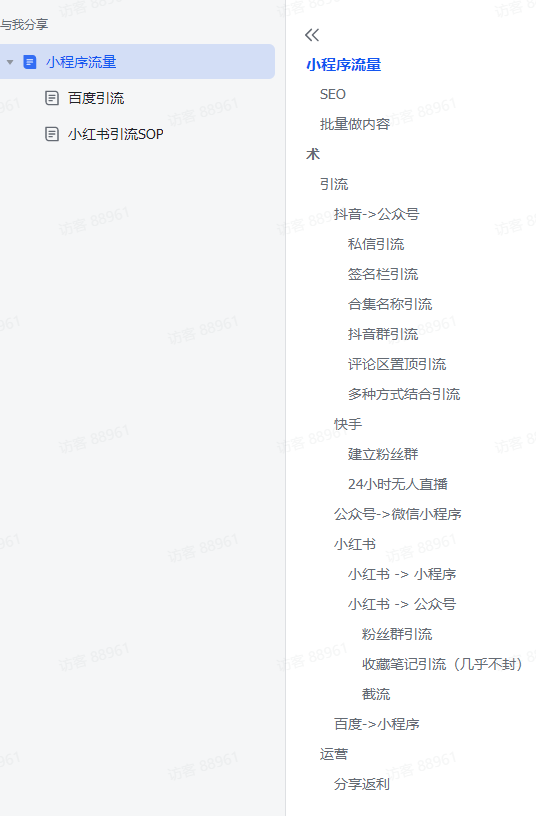 与我分享
小程序流量
百度引流
小红书引流SOP
小程序流量
SEO
批量做内容
术
引流
抖音->公众号
私信引流
签名栏引流
合集名称引流
抖音群引流
评论区置顶引流
多种方式结合引流
快手
建立粉丝群
24小时无人直播
公众号->微信小程序
小红书
小红书 -> 小程序
小红书 -> 公众号
粉丝群引流
收藏笔记引流（几乎不封）
截流
百度->小程序
运营
分享返利
访客 88961